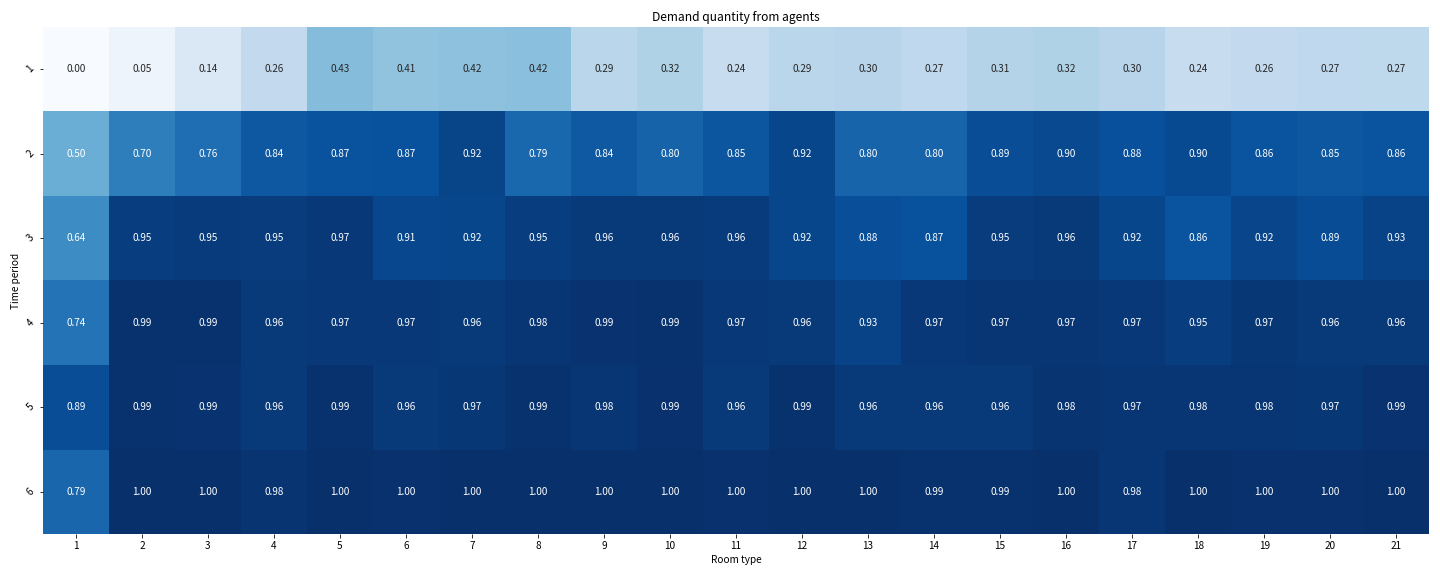 Demand quantity from agents
1 0.00 0.05 0.14 0.26 0.43 0.41 0.42 0.42 0.29 0.32 0.24 0.29 0.30 0.27 0.31 0.32 0.30 0.24 0.26 0.27 0.27
2 0.50 0.70 0.76 0.84 0.87 0.87 0.92 0.79 0.84 0.80 0.85 0.92 0.80 0.80 0.89 0.90 0.88 0.90 0.86 0.85 0.86
3 0.64 0.95 0.95 0.95 0.97 0.91 0.92 0.95 0.96 0.96 0.96 0.92 0.88 0.87 0.95 0.96 0.92 0.86 0.92 0.89 0.93
Time period
4 0.74 0.99 0.99 0.96 0.97 0.97 0.96 0.98 0.99 0.99 0.97 0.96 0.93 0.97 0.97 0.97 0.97 0.95 0.97 0.96 0.96
5 0.89 0.99 0.99 0.96 0.99 0.96 0.97 0.99 0.98 0.99 0.96 0.99 0.96 0.96 0.96 0.98 0.97 0.98 0.98 0.97 0.99
6 0.79 1.00 1.00 0.98 1.00 1.00 1.00 1.00 1.00 1.00 1.00 1.00 1.00 0.99 0.99 1.00 0.98 1.00 1.00 1.00 1.00
1 2 3 4 5 6 7 8 9 10 11 12 13 14 15 16 17 18 19 20 21
Room type